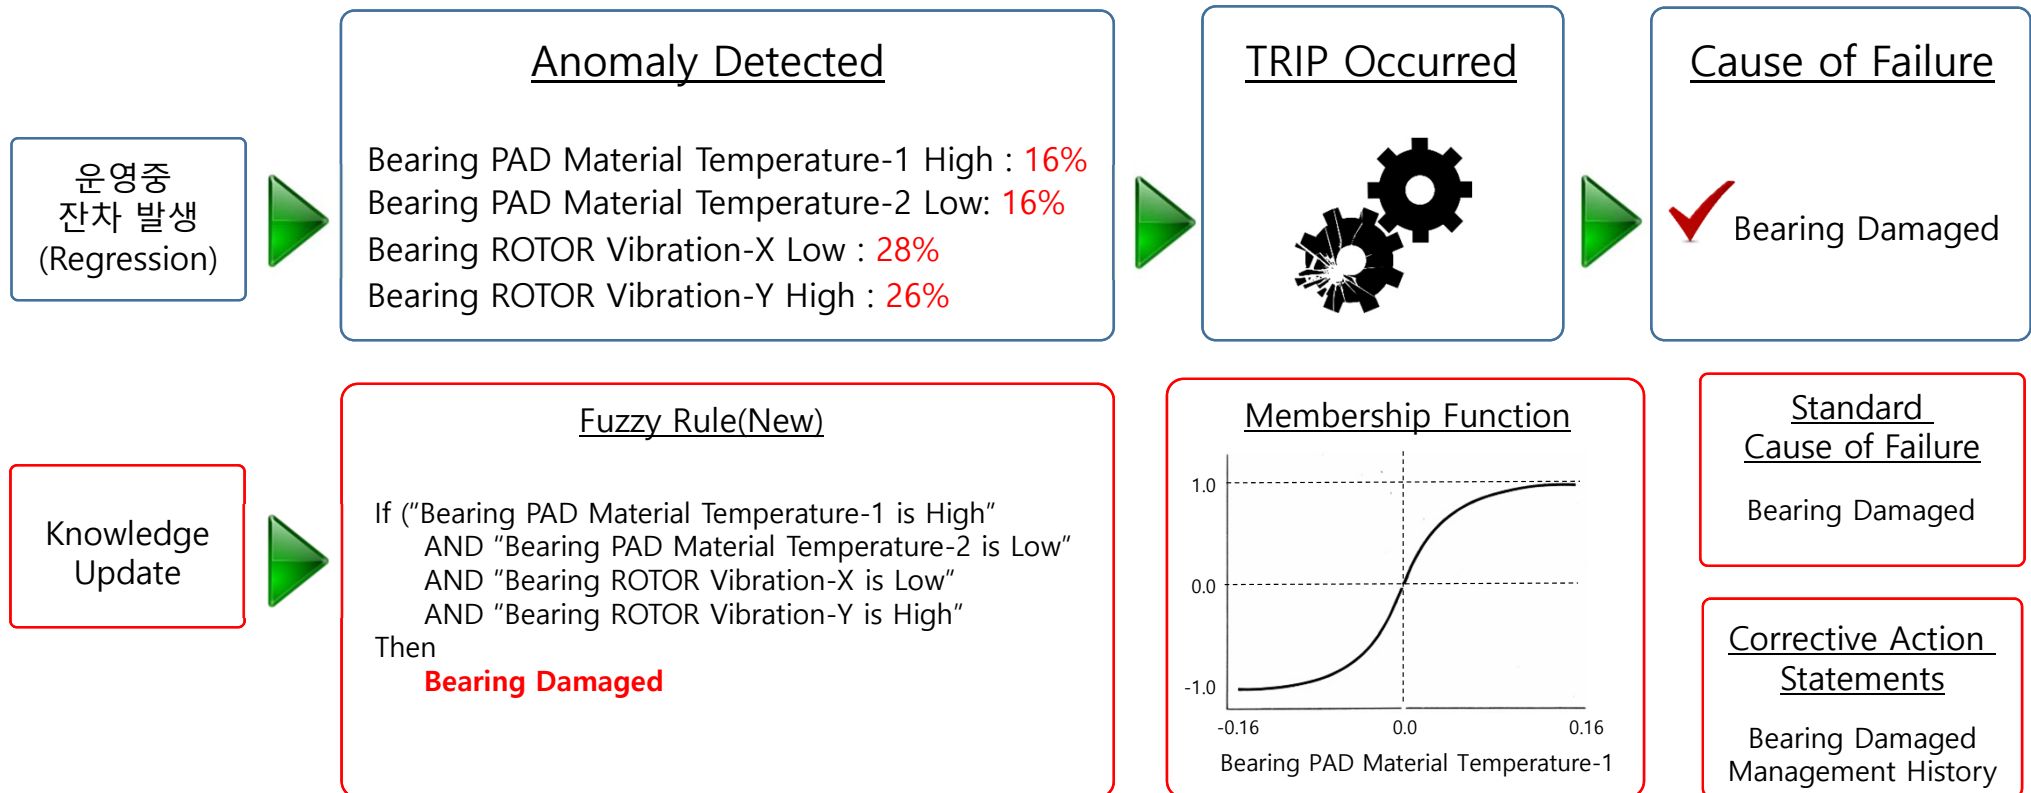 운영중
잔차 발생
(Regression)
Anomaly Detected
Bearing PAD Material Temperature-1 High : 16%
Bearing PAD Material Temperature-2 Low: 16%
Bearing ROTOR Vibration-X Low : 28%
Bearing ROTOR Vibration-Y High : 26%
TRIP Occurred
Cause of Failure
Bearing Damaged
Knowledge
Update
Fuzzy Rule(New)
If ("Bearing PAD Material Temperature-1 is High"
AND "Bearing PAD Material Temperature-2 is Low"
AND "Bearing ROTOR Vibration-X is Low"
AND "Bearing ROTOR Vibration-Y is High"
Then
Bearing Damaged
Membership Function
1.0
0.0
-1.0
-0.16
0.0
0.16
Bearing PAD Material Temperature-1
Standard
Cause of Failure
Bearing Damaged
Corrective Action
Statements
Bearing Damaged
Management History